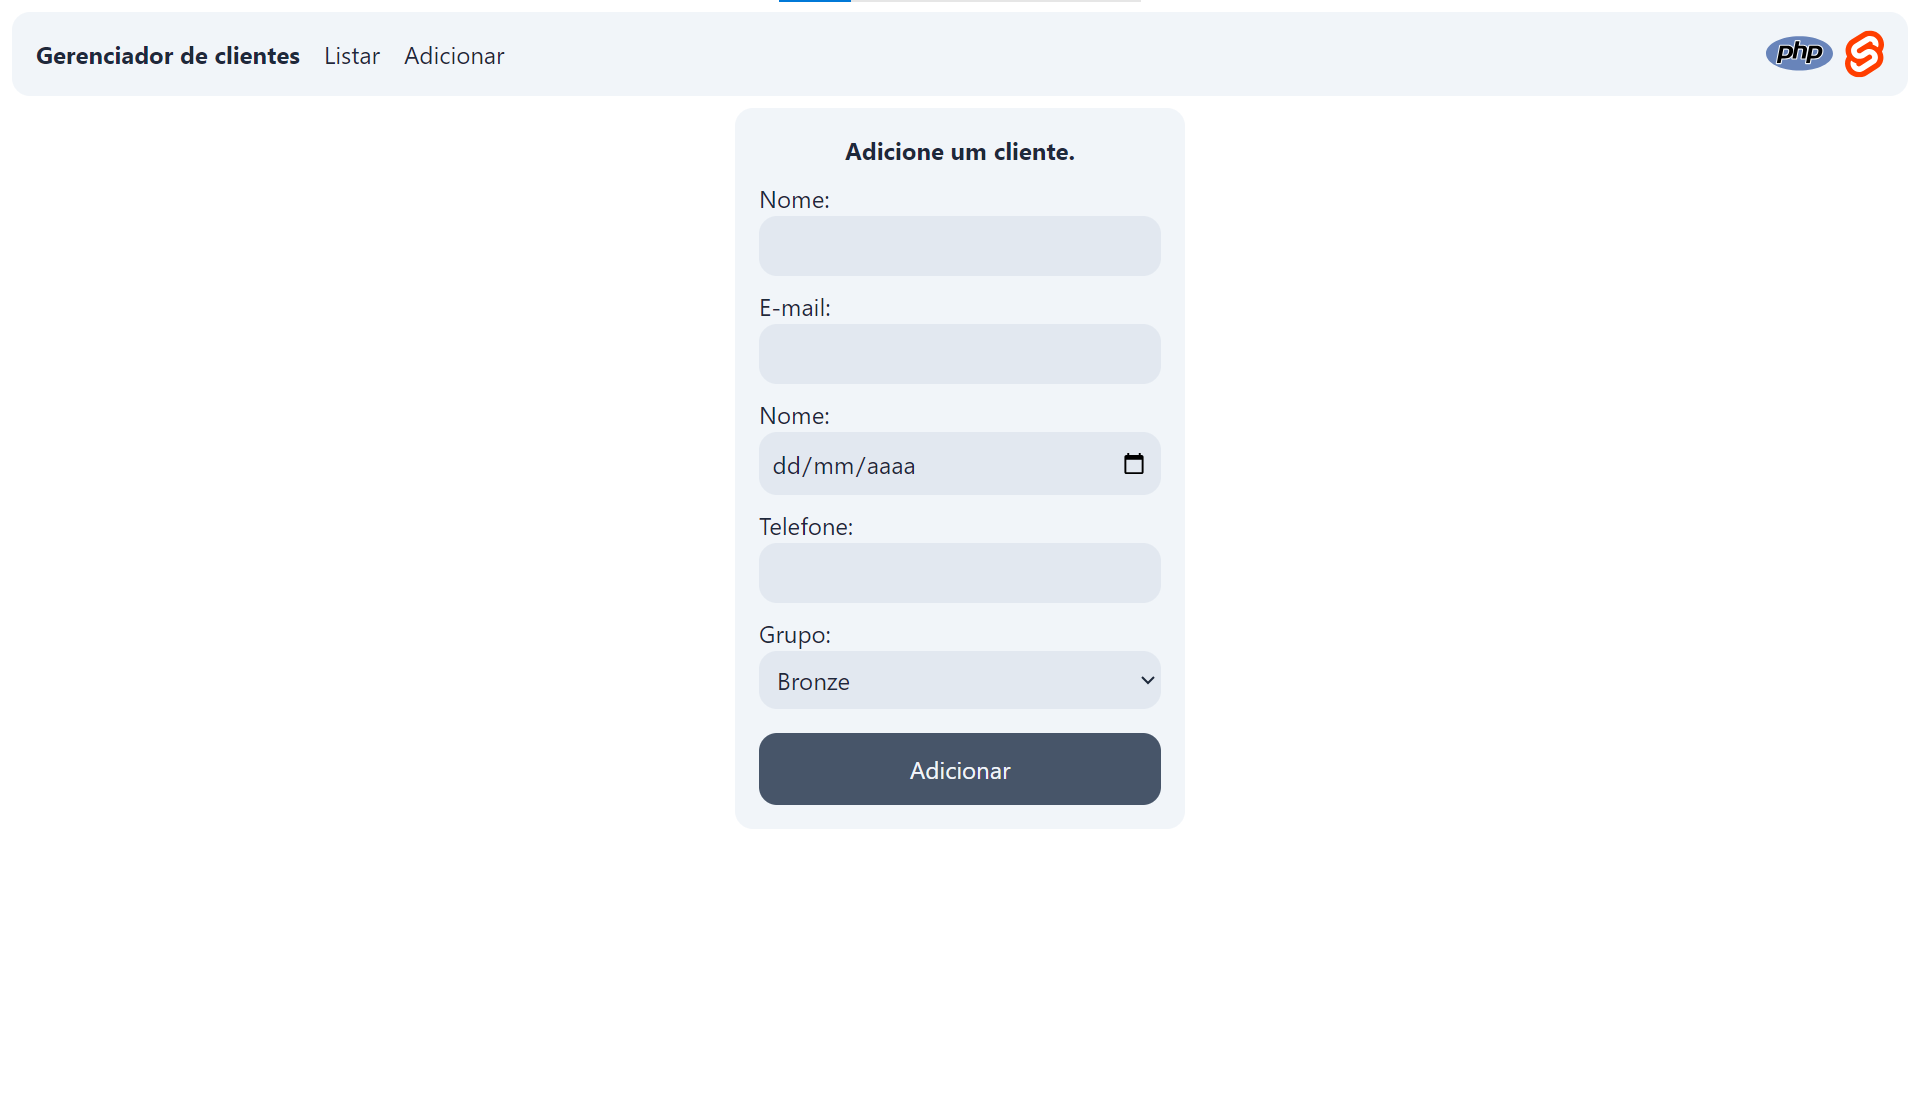 Gerenciador de clientes Listar Adicionar php
Adicione um cliente.
Nome:
E-mail:
Nome:
dd/mm/aaaa
Telefone:
Grupo:
Bronze
Adicionar